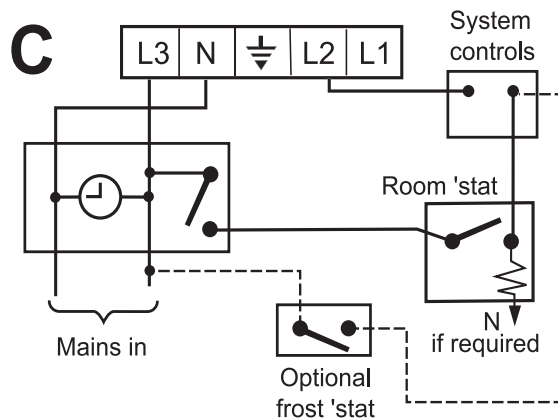 C
L3 N L2 L1
System
controls
Room 'stat
Mains in
N
if required
Optional
frost 'stat